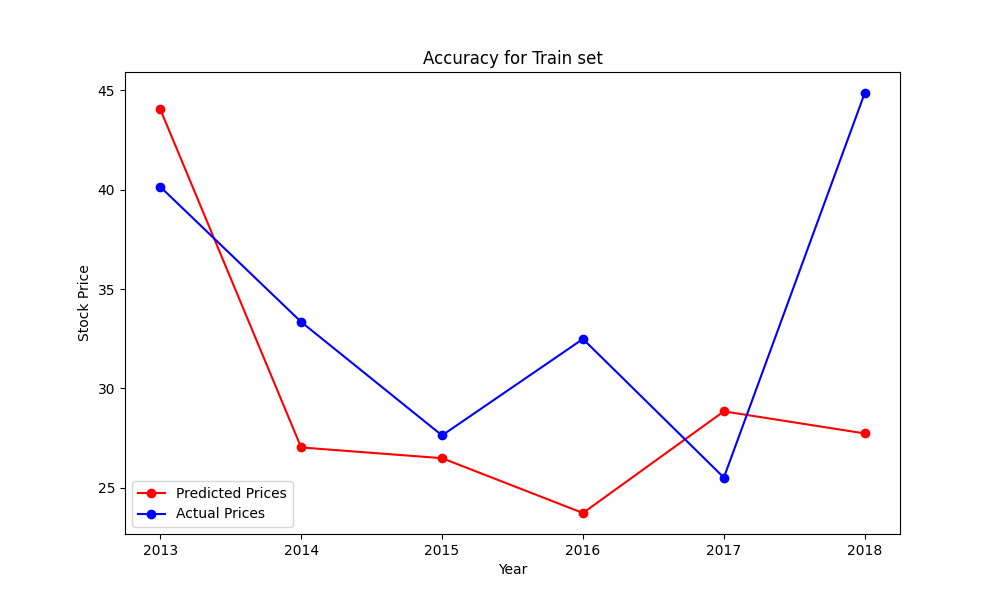 Accuracy for Train set
45
40
35
30
25
Stock Price
Predicted Prices
Actual Prices
2013 2014 2015 2016 2017 2018
Year